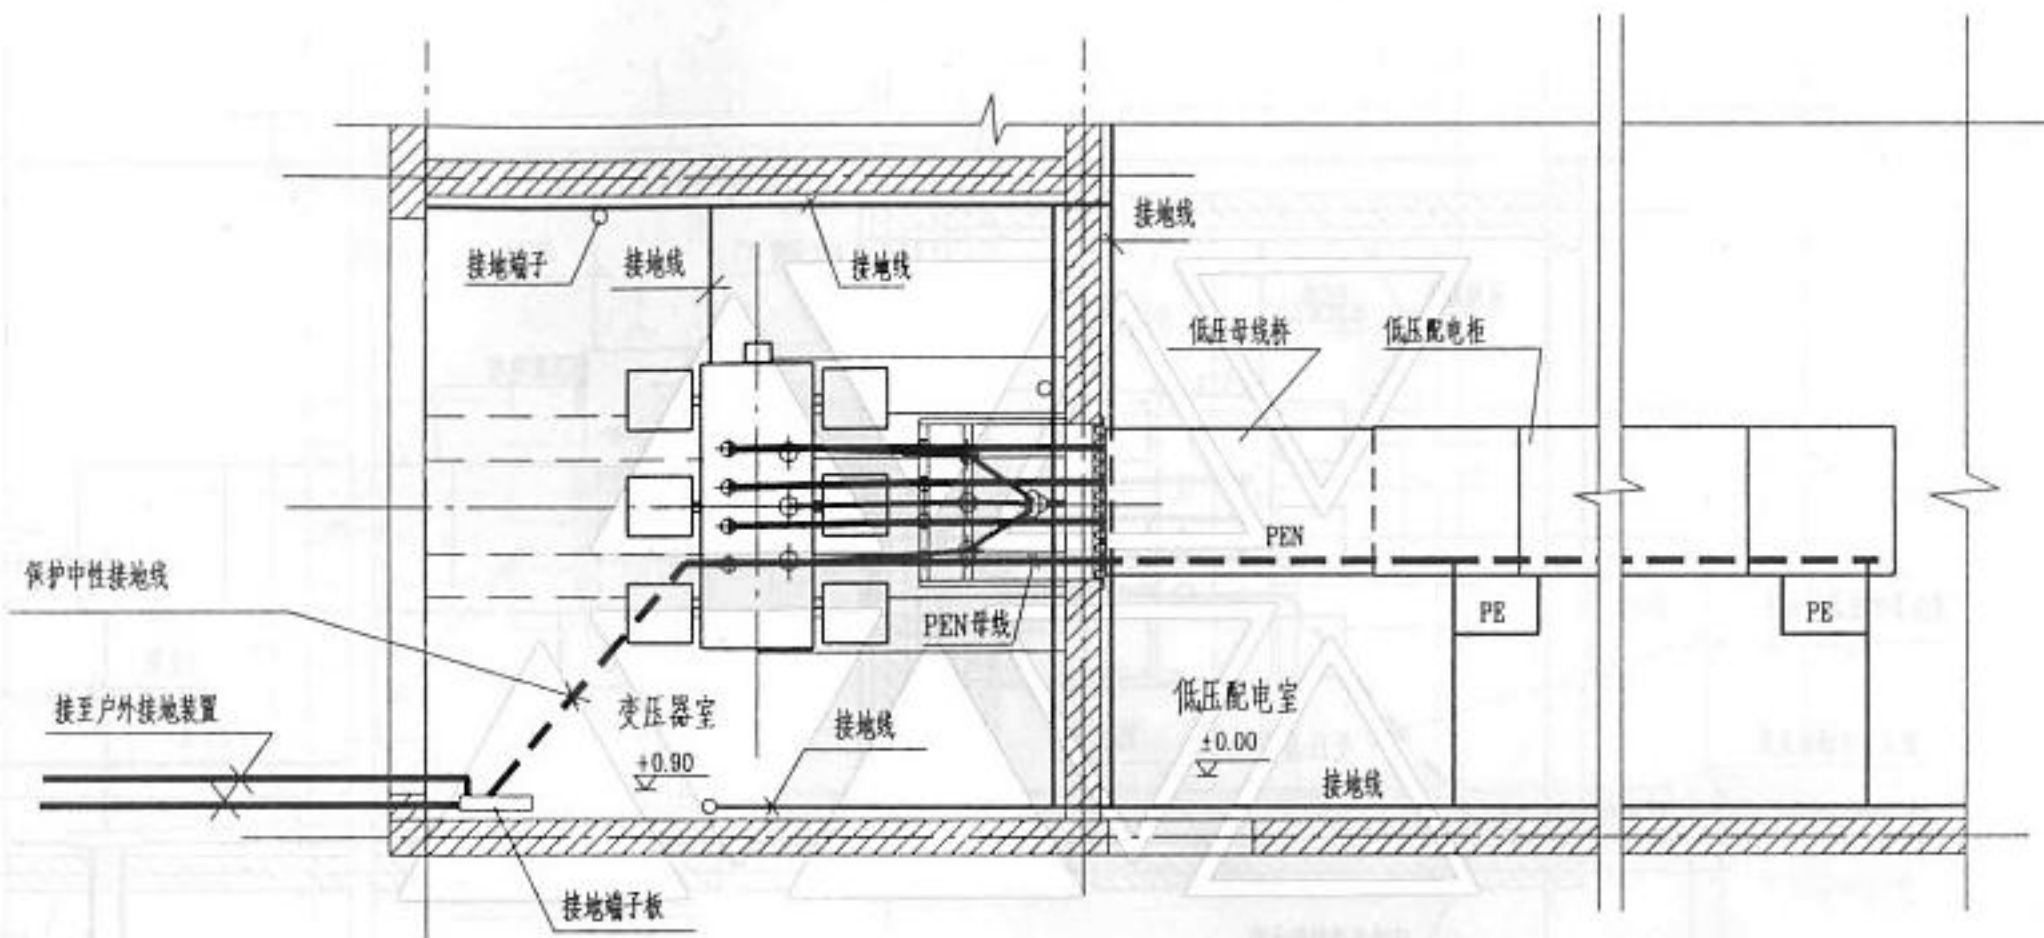 接地线
接地端子
接地线
接地线
低压母线桥
低压配电柜
PEN
保护中性接地线
PE
PE
PEN母线
变压器室
+0.90
接至户外接地装置
接地线
低压配电室
±0.00
接地线
接地端子板